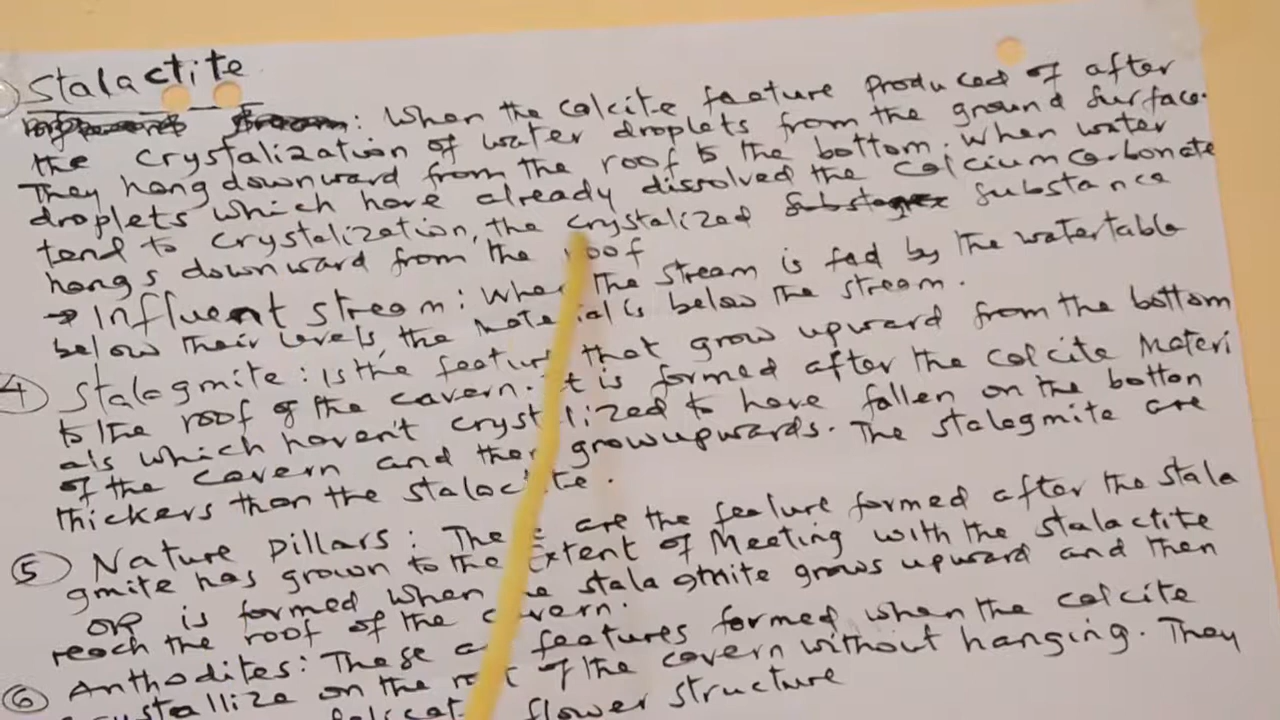 Stalactite
: When the calcite feature produced of after
the crystalization of water droplets from the ground surface.
They hang downward from the roof to the bottom. When water
droplets which have already dissolved the calcium carbonate
tend to crystalization, the crystalized substance
hangs downward from the roof
→ Influent stream: When the stream is fed by the watertable
below their levels, the material is below the stream.
4 Stalagmite: Is the feature that grow upward from the bottom
to the roof of the cavern. It is formed after the calcite materi
als which haven't crystalized to have fallen on the botton
of the cavern and then grow upwards. The stalegmite are
thickers than the stalactite.
5 Nature pillars: These are the feature formed after the stala
gmite has grown to the extent of meeting with the stalactite
OR is formed when the stalagmite grows upward and then
reach the roof of the cavern.
6 Anthodites: These are features formed when the calcite
crystallize on the roof of the cavern without hanging. They
flower structure